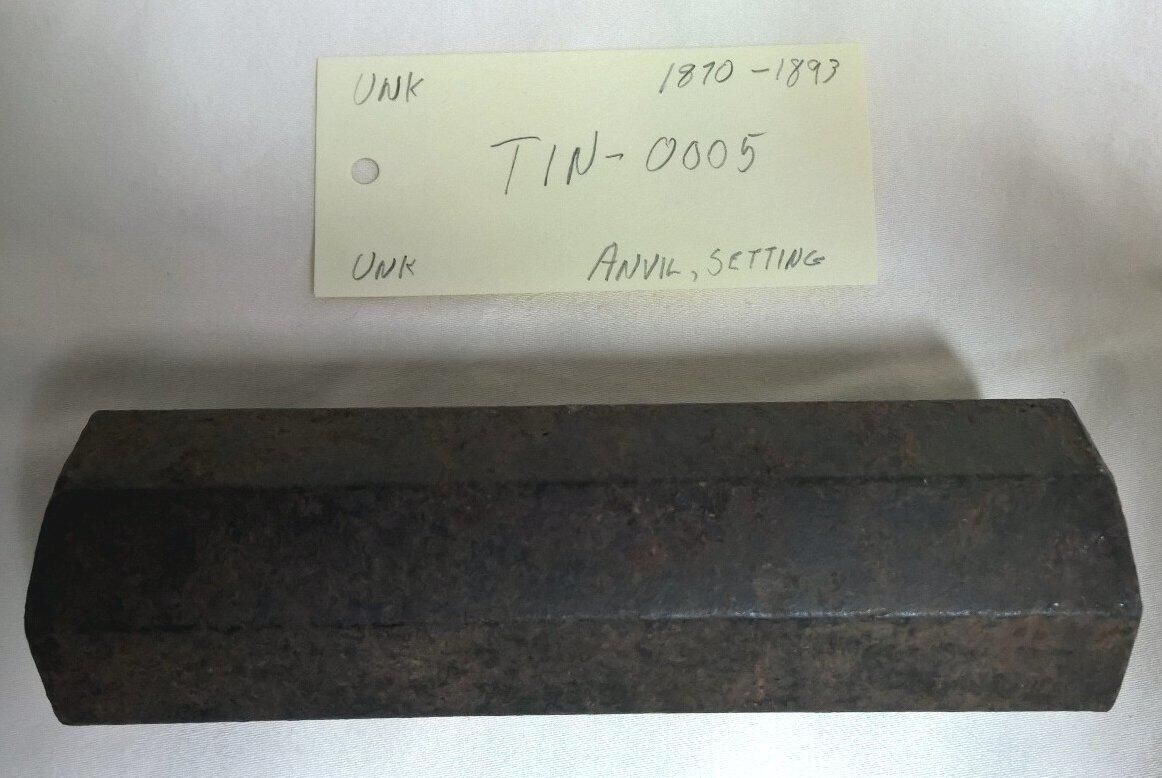 UNK 1870-1893
TIN-0005
UNK ANVIL, SETTING